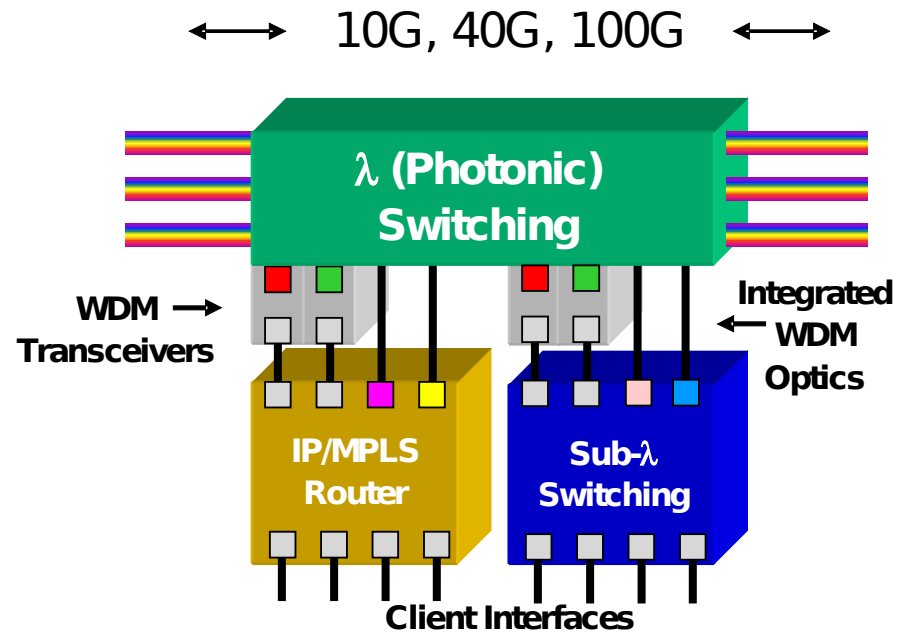 10G, 40G, 100G
λ (Photonic)
Switching
WDM
Transceivers
Integrated
WDM
Optics
IP/MPLS
Router
Sub-λ
Switching
Client Interfaces